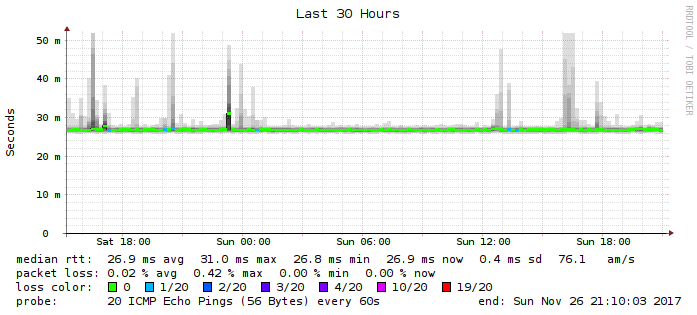 Last 30 Hours
RRDTOOL / TOBI OETIKER
Seconds
50 m
40 m
30 m
20 m
10 m
0
Sat 18:00 Sun 00:00 Sun 06:00 Sun 12:00 Sun 18:00
median rtt: 26.9 ms avg 31.0 ms max 26.8 ms min 26.9 ms now 0.4 ms sd 76.1 am/s
packet loss: 0.02 % avg 0.42 % max 0.00 % min 0.00 % now
loss color: 0 1/20 2/20 3/20 4/20 10/20 19/20
probe: 20 ICMP Echo Pings (56 Bytes) every 60s end: Sun Nov 26 21:10:03 2017